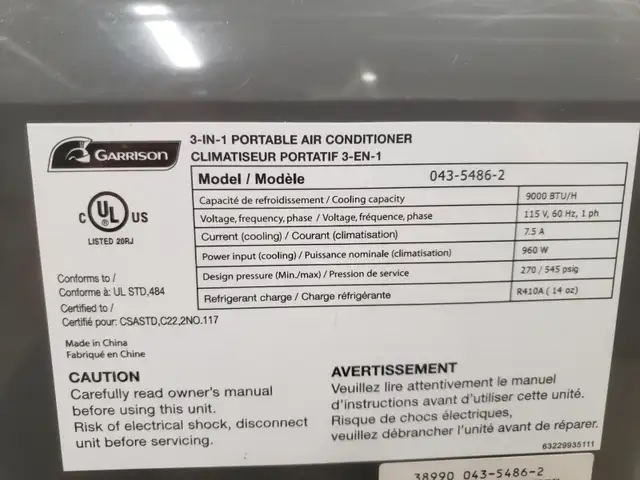 GARRISON
3-IN-1 PORTABLE AIR CONDITIONER
CLIMATISEUR PORTATIF 3-EN-1
Model / Modèle 043-5486-2
Capacité de refroidissement / Cooling capacity 9000 BTU/H
Voltage, frequency, phase / Voltage, fréquence, phase 115 V, 60 Hz, 1 ph
Current (cooling) / Courant (climatisation) 7.5 A
Power input (cooling) / Puissance nominale (climatisation) 960 W
Design pressure (Min./max) / Pression de service 270 / 545 psig
Refrigerant charge / Charge réfrigérante R410A ( 14 oz)
C UL US
LISTED 20RJ
Conforms to /
Conforme à: UL STD,484
Certified to /
Certifié pour: CSASTD,C22,2NO.117
Made in China
Fabriqué en Chine
CAUTION
Carefully read owner's manual
before using this unit.
Risk of electrical shock, disconnect
unit before servicing.
AVERTISSEMENT
Veuillez lire attentivement le manuel
d'instructions avant d'utiliser cette unité.
Risque de chocs électriques,
veuillez débrancher l'unité avant de réparer.
63229935111
38990 043-5486-2